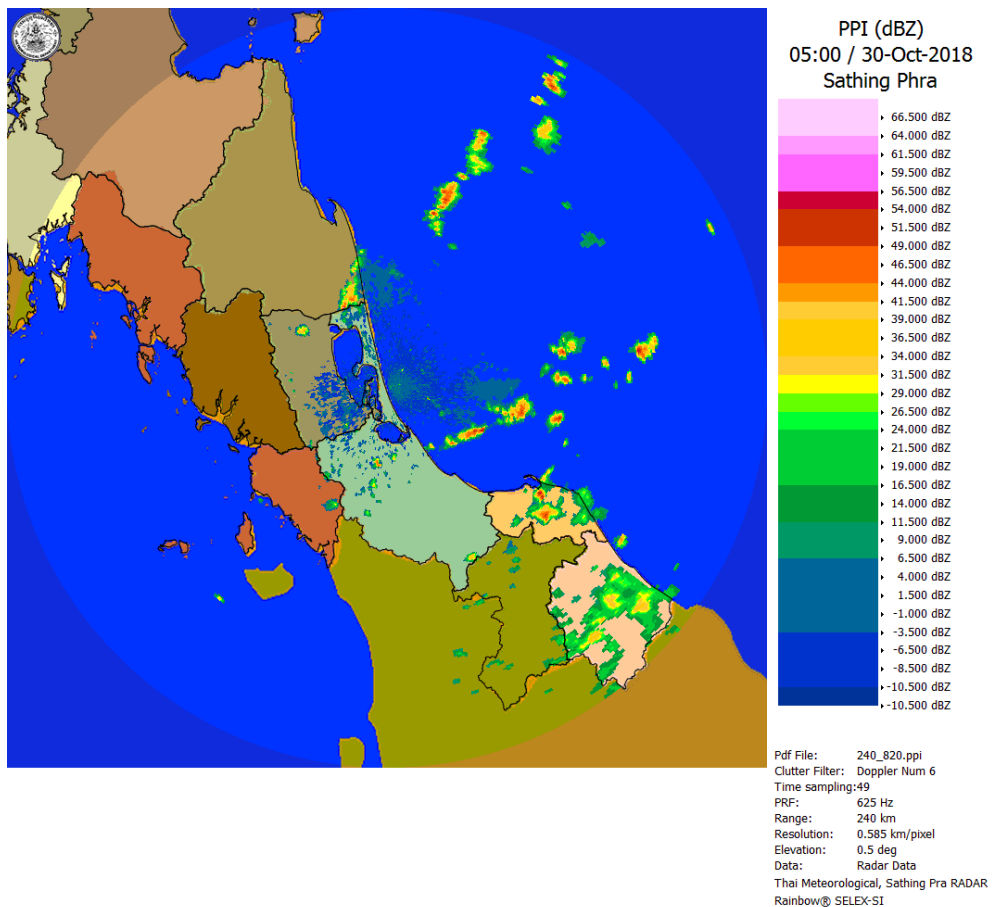 PPI (dBZ)
05:00 / 30-Oct-2018
Sathing Phra
66.500 dBZ
64.000 dBZ
61.500 dBZ
59.500 dBZ
56.500 dBZ
54.000 dBZ
51.500 dBZ
49.000 dBZ
46.500 dBZ
44.000 dBZ
41.500 dBZ
39.000 dBZ
36.500 dBZ
34.000 dBZ
31.500 dBZ
29.000 dBZ
26.500 dBZ
24.000 dBZ
21.500 dBZ
19.000 dBZ
16.500 dBZ
14.000 dBZ
11.500 dBZ
9.000 dBZ
6.500 dBZ
4.000 dBZ
1.500 dBZ
-1.000 dBZ
-3.500 dBZ
-6.500 dBZ
-8.500 dBZ
-10.500 dBZ
-10.500 dBZ
Pdf File: 240_820.ppi
Clutter Filter: Doppler Num 6
Time sampling:49
PRF: 625 Hz
Range: 240 km
Resolution: 0.585 km/pixel
Elevation: 0.5 deg
Data: Radar Data
Thai Meteorological, Sathing Pra RADAR
Rainbow® SELEX-SI